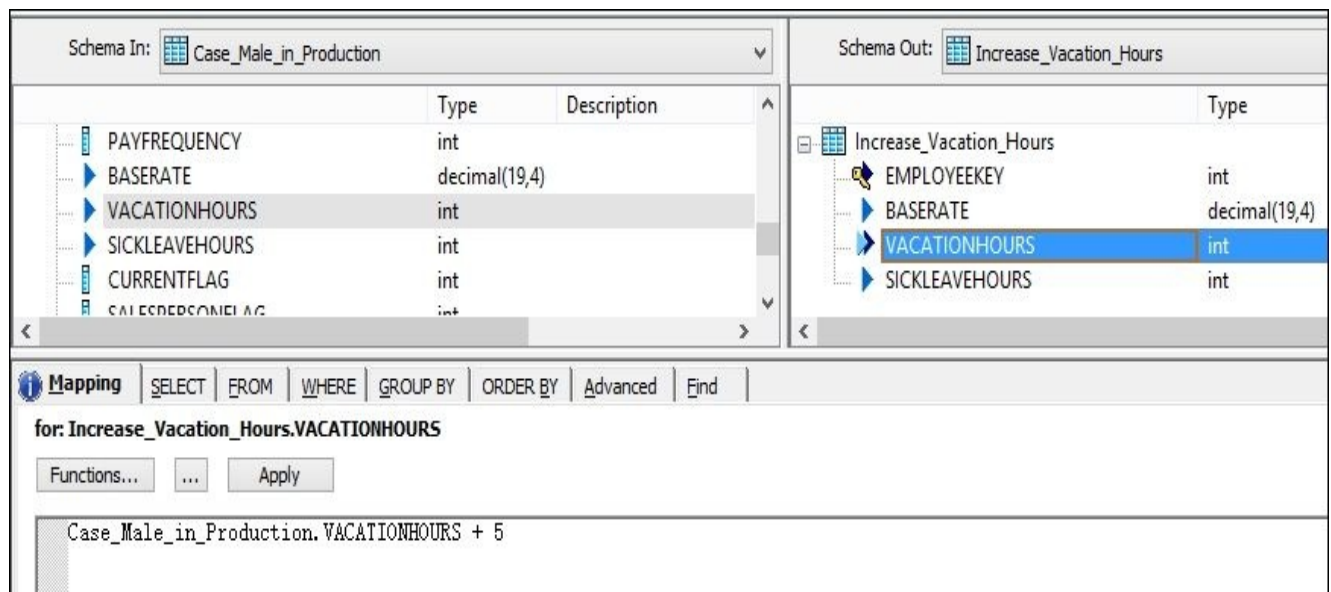 Schema In: Case_Male_in_Production
Type Description
PAYFREQUENCY int
BASERATE decimal(19,4)
VACATIONHOURS int
SICKLEAVEHOURS int
CURRENTFLAG int
SALESPERSONFLAG int
Schema Out: Increase_Vacation_Hours
Type
Increase_Vacation_Hours
EMPLOYEEKEY int
BASERATE decimal(19,4)
VACATIONHOURS int
SICKLEAVEHOURS int
Mapping SELECT FROM WHERE GROUP BY ORDER BY Advanced Find
for: Increase_Vacation_Hours.VACATIONHOURS
Functions... ... Apply
Case_Male_in_Production.VACATIONHOURS + 5